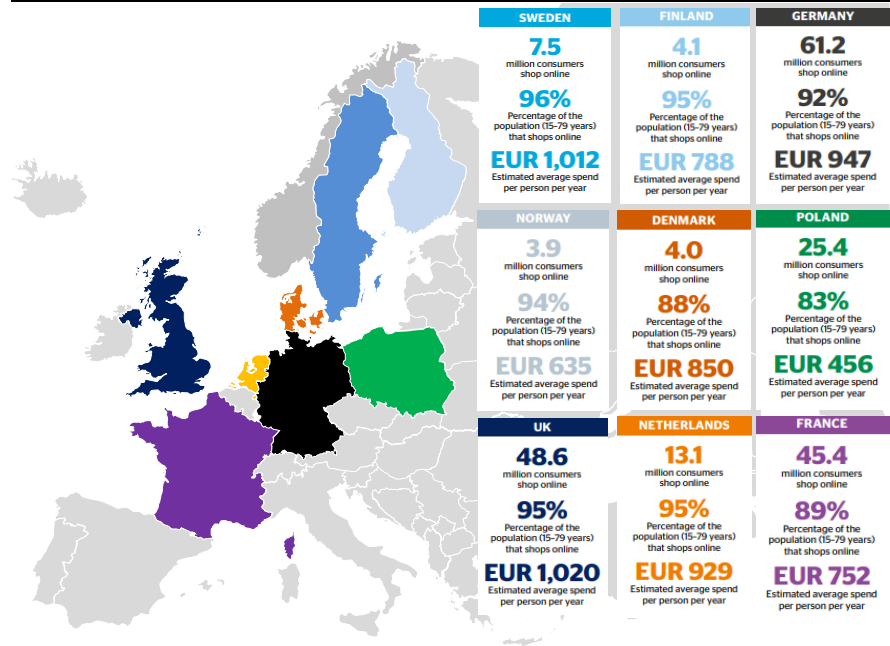 SWEDEN
7.5
million consumers
shop online
96%
Percentage of the
population (15-79 years)
that shops online
EUR 1,012
Estimated average spend
per person per year
FINLAND
4.1
million consumers
shop online
95%
Percentage of the
population (15-79 years)
that shops online
EUR 788
Estimated average spend
per person per year
GERMANY
61.2
million consumers
shop online
92%
Percentage of the
population (15-79 years)
that shops online
EUR 947
Estimated average spend
per person per year
NORWAY
3.9
million consumers
shop online
94%
Percentage of the
population (15-79 years)
that shops online
EUR 635
Estimated average spend
per person per year
DENMARK
4.0
million consumers
shop online
88%
Percentage of the
population (15-79 years)
that shops online
EUR 850
Estimated average spend
per person per year
POLAND
25.4
million consumers
shop online
83%
Percentage of the
population (15-79 years)
that shops online
EUR 456
Estimated average spend
per person per year
UK
48.6
million consumers
shop online
95%
Percentage of the
population (15-79 years)
that shops online
EUR 1,020
Estimated average spend
per person per year
NETHERLANDS
13.1
million consumers
shop online
95%
Percentage of the
population (15-79 years)
that shops online
EUR 929
Estimated average spend
per person per year
FRANCE
45.4
million consumers
shop online
89%
Percentage of the
population (15-79 years)
that shops online
EUR 752
Estimated average spend
per person per year